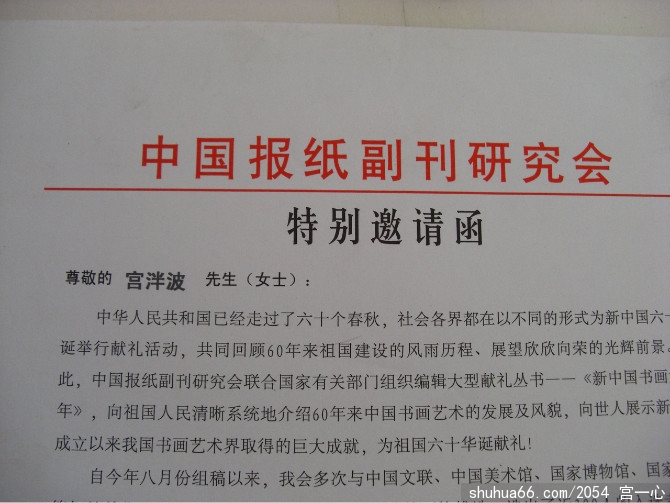 中国报纸副刊研究会
特别邀请函
尊敬的 宫泮波 先生（女士）：
中华人民共和国已经走过了六十个春秋，社会各界都在以不同的形式为新中国六十
诞举行献礼活动，共同回顾60年来祖国建设的风雨历程、展望欣欣向荣的光辉前景。
此，中国报纸副刊研究会联合国家有关部门组织编辑大型献礼丛书——《新中国书画
年》，向祖国人民清晰系统地介绍60年来中国书画艺术的发展及风貌，向世人展示新
成立以来我国书画艺术界取得的巨大成就，为祖国六十华诞献礼！
自今年八月份组稿以来，我会多次与中国文联、中国美术馆、国家博物馆、国家
shuhua66.com/2054 宫一心